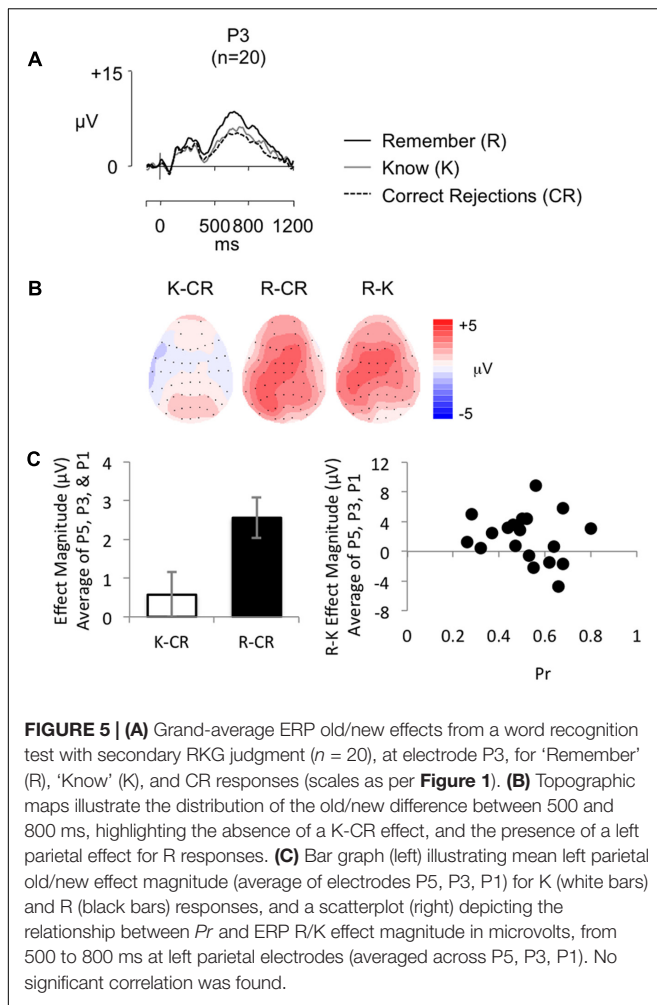 P3
(n=20)
A
+15
µV
0
Remember (R)
Know (K)
Correct Rejections (CR)
0 500 800 1200
ms
B
K-CR R-CR R-K
+5
µV
-5
C
Effect Magnitude (µV)
Average of P5, P3, & P1
4
3
2
1
0
K-CR R-CR
R-K Effect Magnitude (µV)
Average of P5, P3, P1
12
8
4
0
-4
-8
0 0.2 0.4 0.6 0.8 1
Pr
FIGURE 5 | (A) Grand-average ERP old/new effects from a word recognition
test with secondary RKG judgment (n = 20), at electrode P3, for ‘Remember’
(R), ‘Know’ (K), and CR responses (scales as per Figure 1). (B) Topographic
maps illustrate the distribution of the old/new difference between 500 and
800 ms, highlighting the absence of a K-CR effect, and the presence of a left
parietal effect for R responses. (C) Bar graph (left) illustrating mean left parietal
old/new effect magnitude (average of electrodes P5, P3, P1) for K (white bars)
and R (black bars) responses, and a scatterplot (right) depicting the
relationship between Pr and ERP R/K effect magnitude in microvolts, from
500 to 800 ms at left parietal electrodes (averaged across P5, P3, P1). No
significant correlation was found.